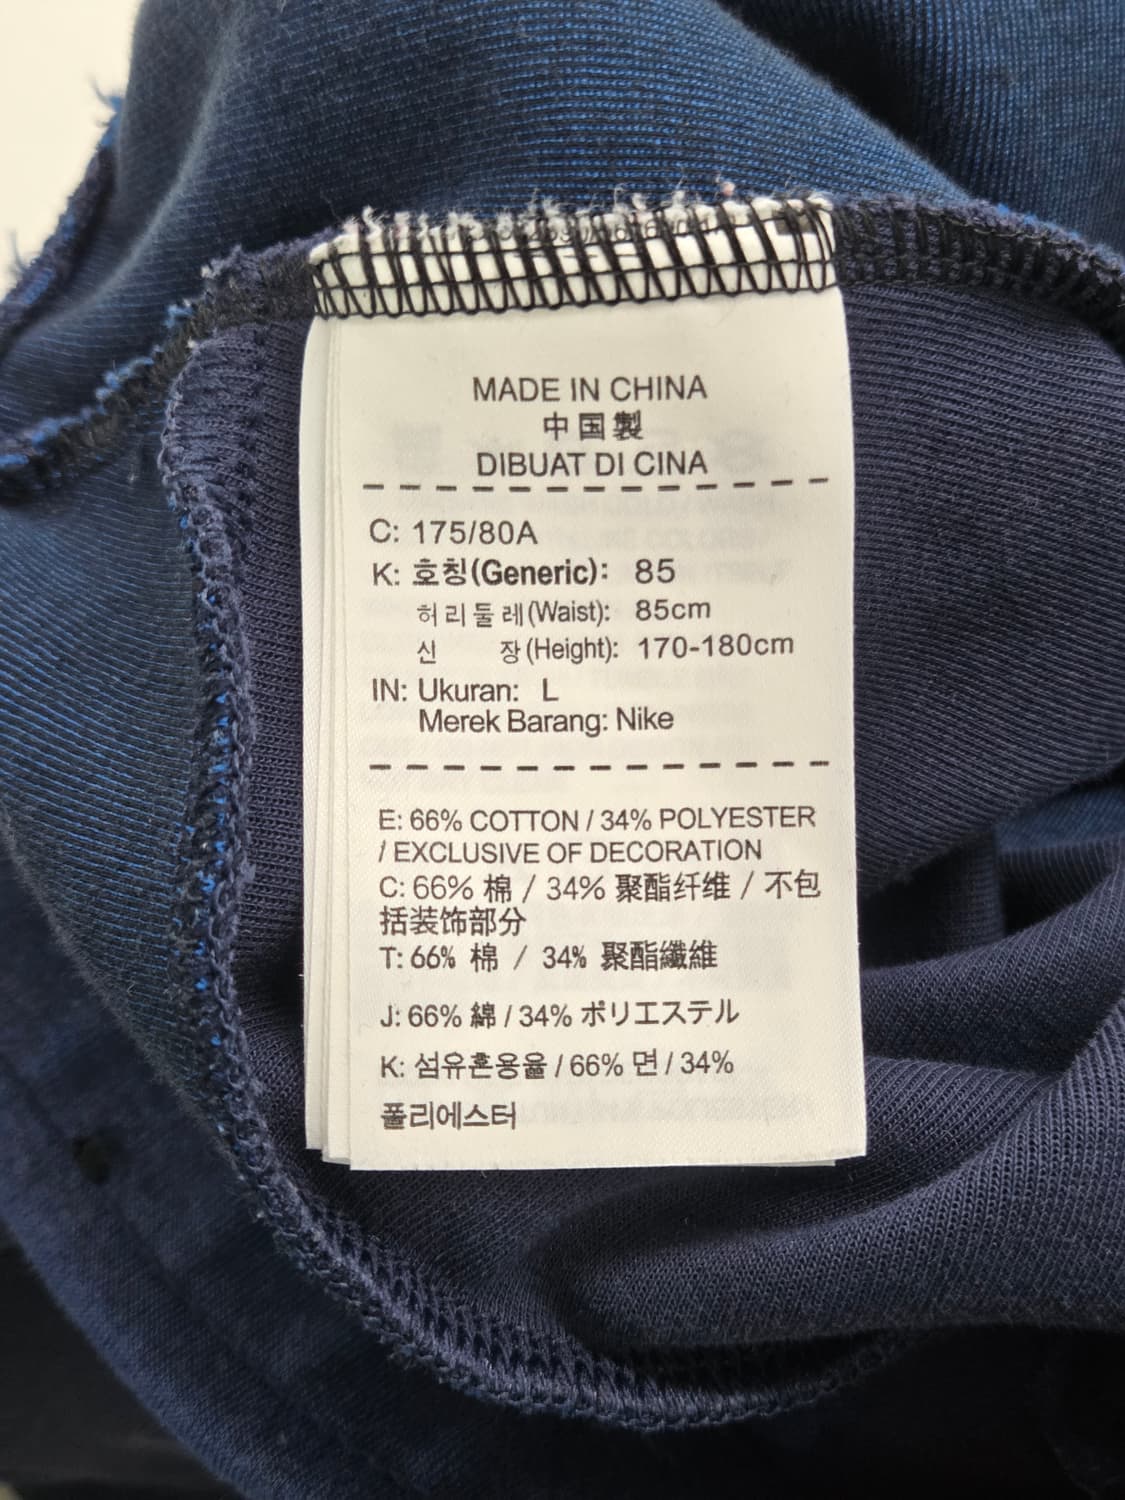 MADE IN CHINA
中国製
DIBUAT DI CINA
C: 175/80A
K: 호칭(Generic): 85
허리둘레(Waist): 85cm
신 장(Height): 170-180cm
IN: Ukuran: L
Merek Barang: Nike
E: 66% COTTON / 34% POLYESTER
/ EXCLUSIVE OF DECORATION
C: 66% 棉 / 34% 聚酯纤维 / 不包
括装饰部分
T: 66% 棉 / 34% 聚酯纖維
J: 66% 綿 / 34% ポリエステル
K: 섬유혼용율 / 66% 면 / 34%
폴리에스터